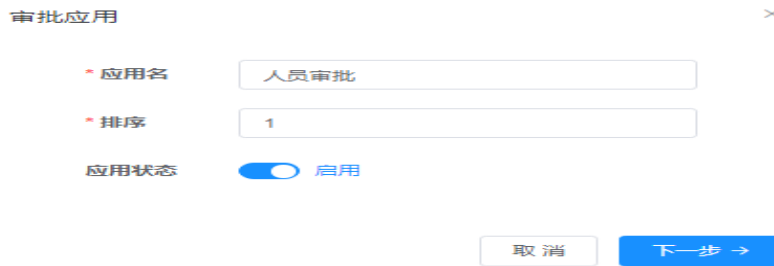 审批应用
* 应用名 人员审批
* 排序 1
应用状态 启用
取 消 下一步 →